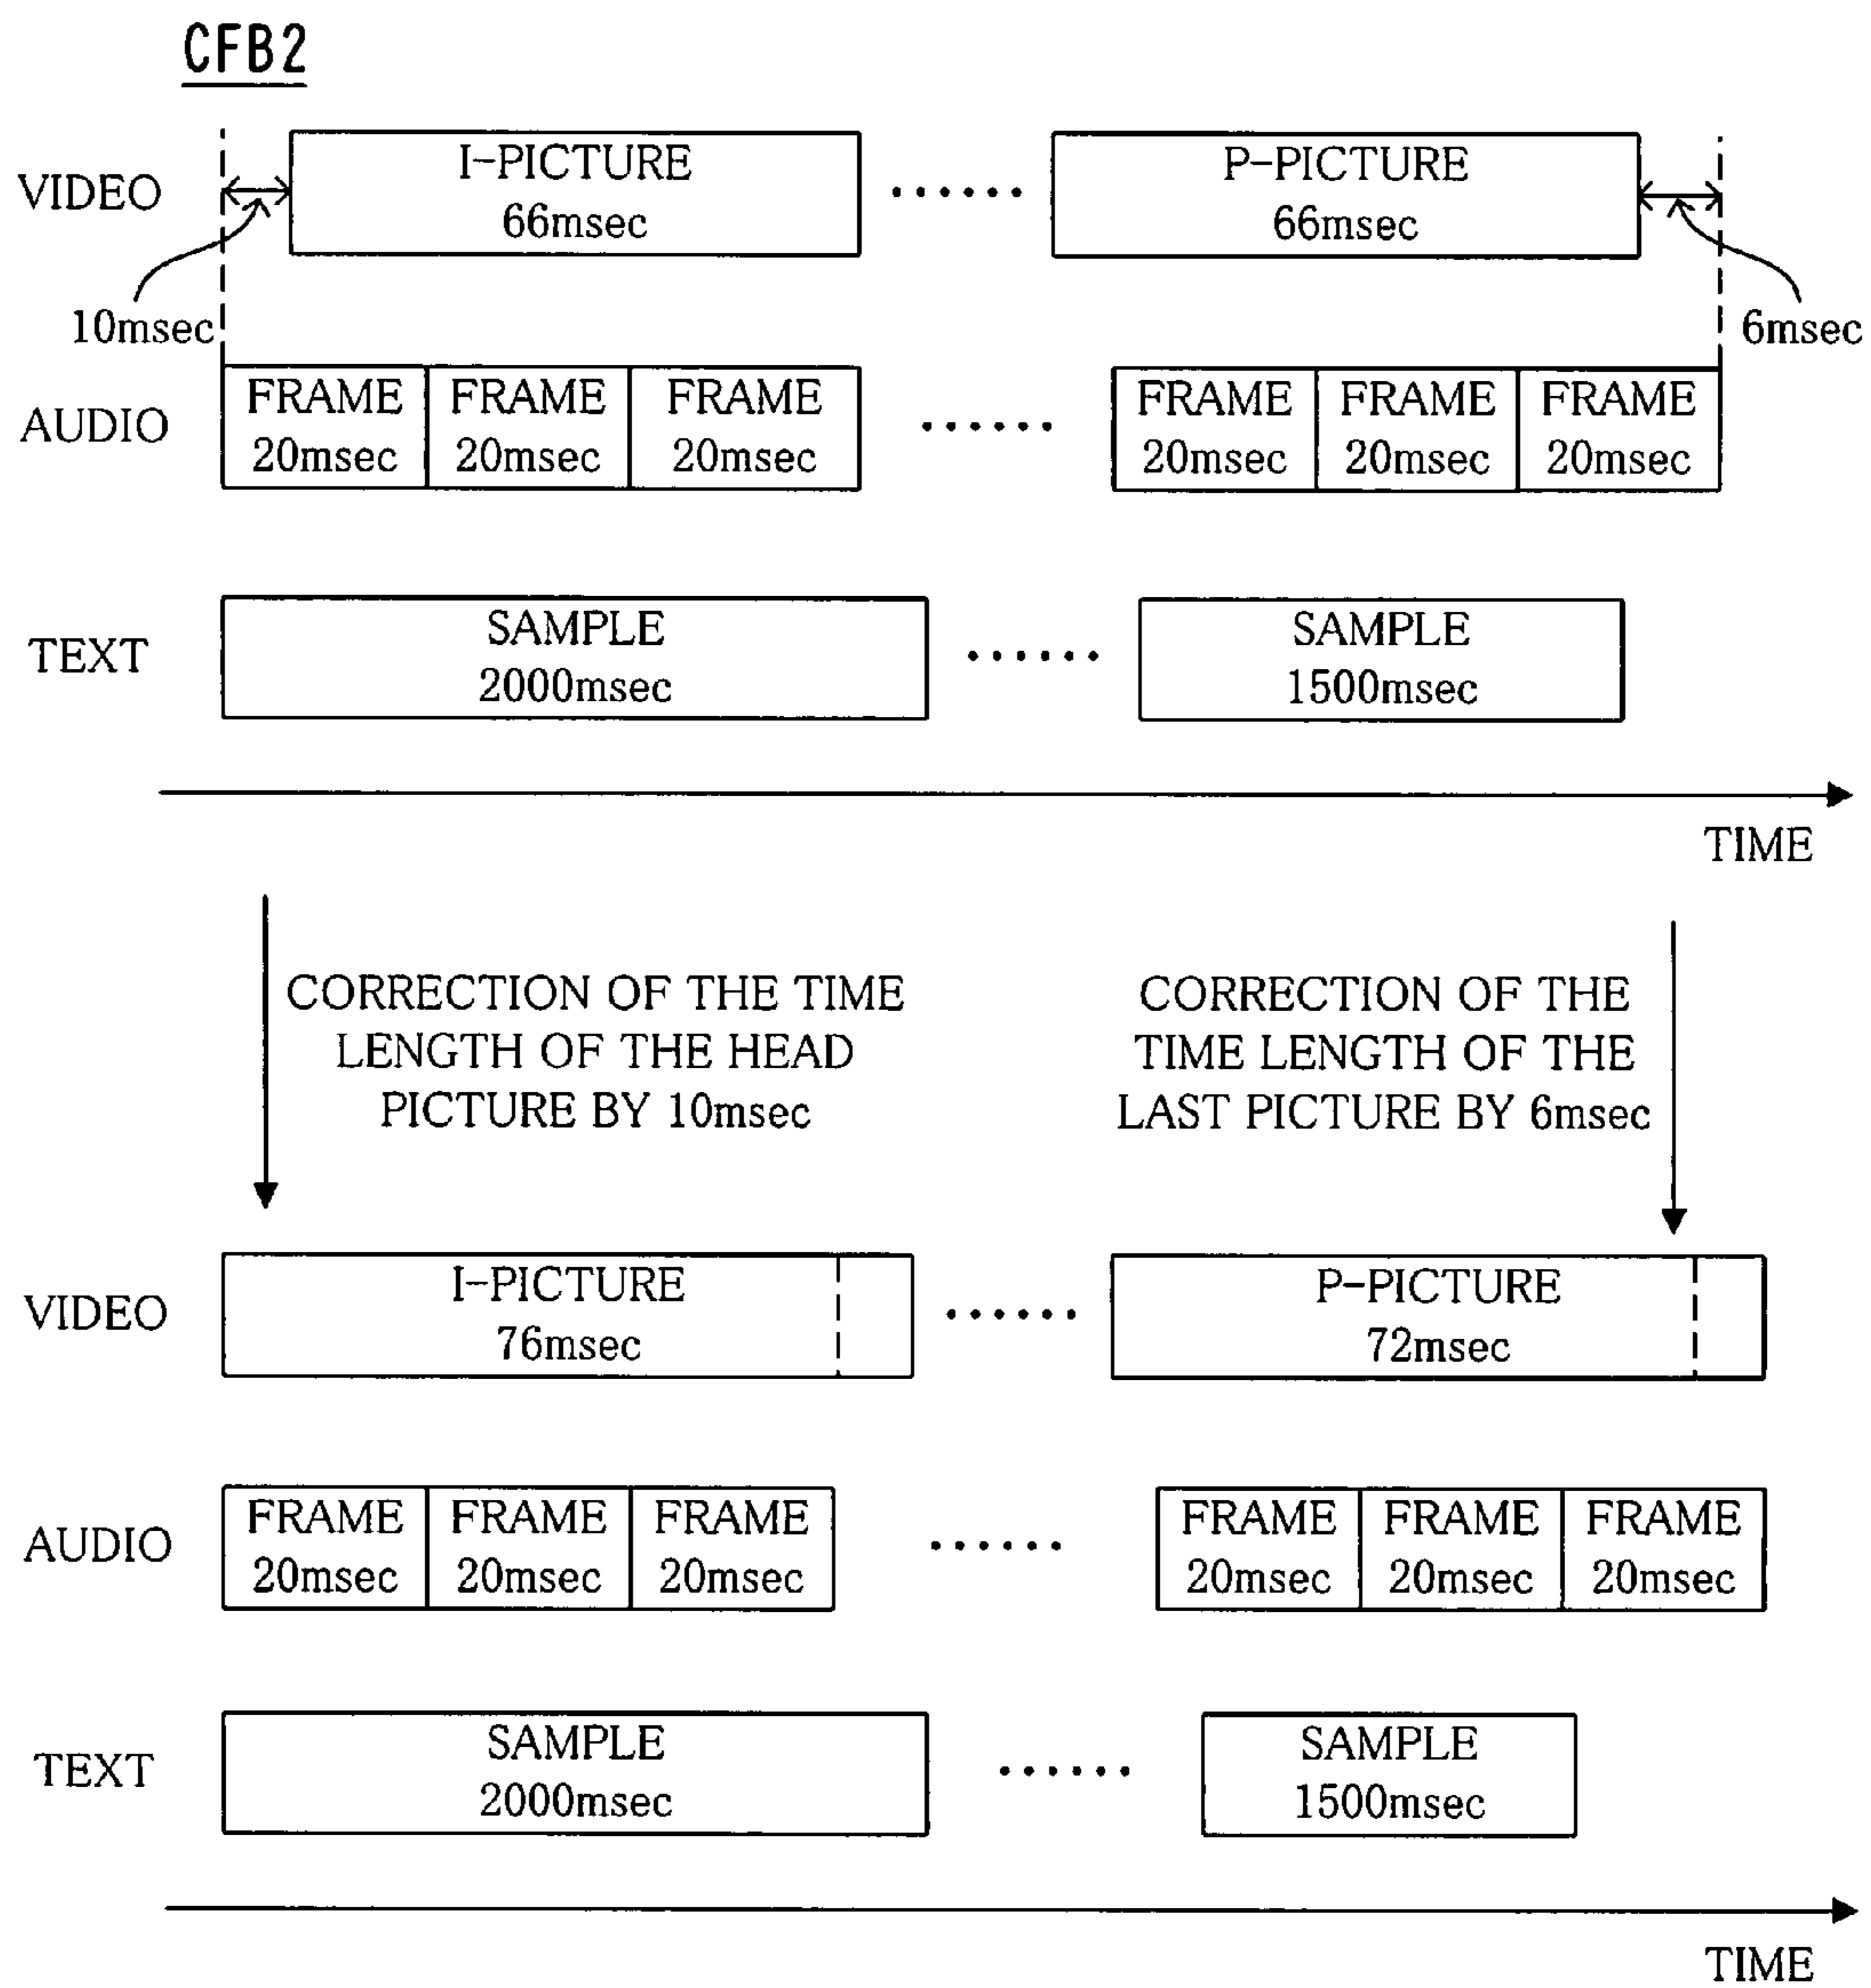 CFB2
VIDEO
I-PICTURE
66msec
P-PICTURE
66msec
10msec
6msec
AUDIO
FRAME
20msec
FRAME
20msec
FRAME
20msec
FRAME
20msec
FRAME
20msec
FRAME
20msec
TEXT
SAMPLE
2000msec
SAMPLE
1500msec
TIME
CORRECTION OF THE TIME
LENGTH OF THE HEAD
PICTURE BY 10msec
CORRECTION OF THE
TIME LENGTH OF THE
LAST PICTURE BY 6msec
VIDEO
I-PICTURE
76msec
P-PICTURE
72msec
AUDIO
FRAME
20msec
FRAME
20msec
FRAME
20msec
FRAME
20msec
FRAME
20msec
FRAME
20msec
TEXT
SAMPLE
2000msec
SAMPLE
1500msec
TIME